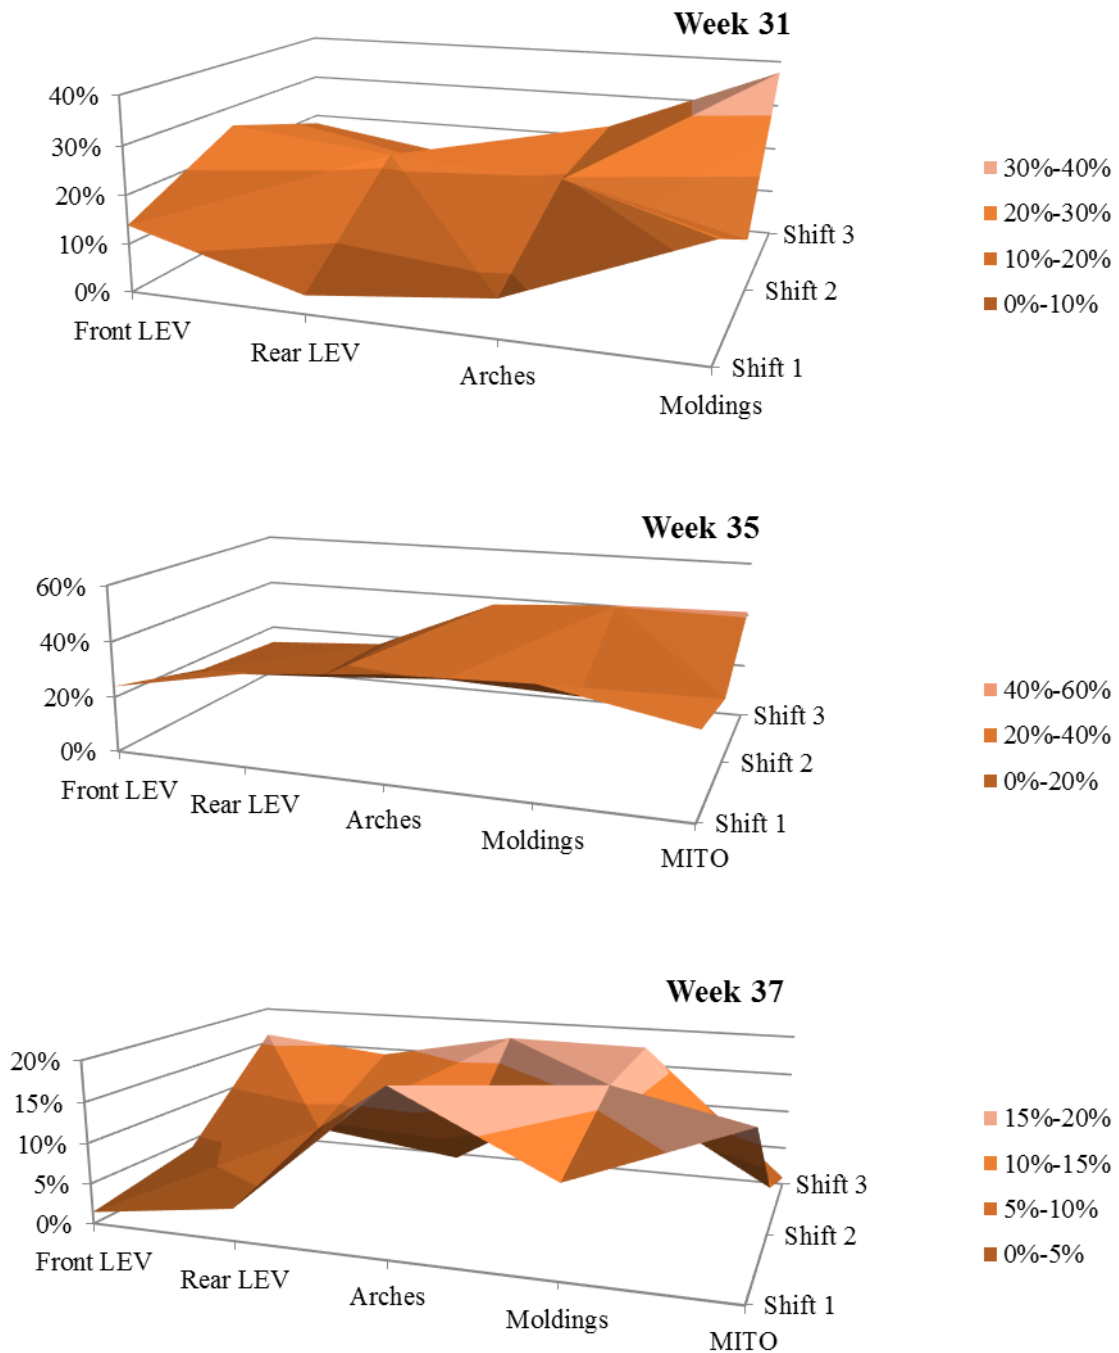 Week 31
40%
30%
20%
10%
0%
Front LEV
Rear LEV
Arches
Moldings
Shift 3
Shift 2
Shift 1
30%-40%
20%-30%
10%-20%
0%-10%
Week 35
60%
40%
20%
0%
Front LEV
Rear LEV
Arches
Moldings
MITO
Shift 3
Shift 2
Shift 1
40%-60%
20%-40%
0%-20%
Week 37
20%
15%
10%
5%
0%
Front LEV
Rear LEV
Arches
Moldings
MITO
Shift 3
Shift 2
Shift 1
15%-20%
10%-15%
5%-10%
0%-5%